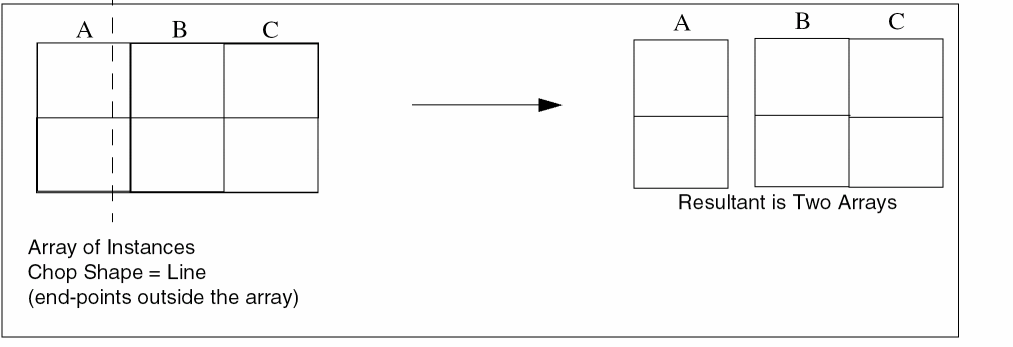 A B C
A B C
Resultant is Two Arrays
Array of Instances
Chop Shape = Line
(end-points outside the array)